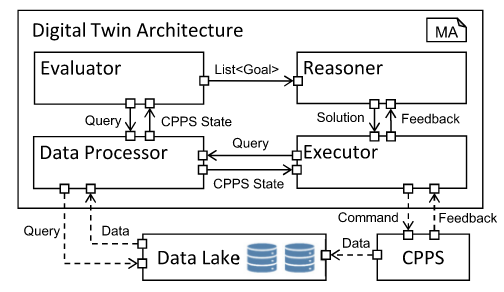 Digital Twin Architecture
MA
Evaluator
List<Goal>
Reasoner
Query
CPPS State
Solution
Feedback
Data Processor
Query
CPPS State
Executor
Query
Data
Command
Feedback
Data Lake
Data
CPPS